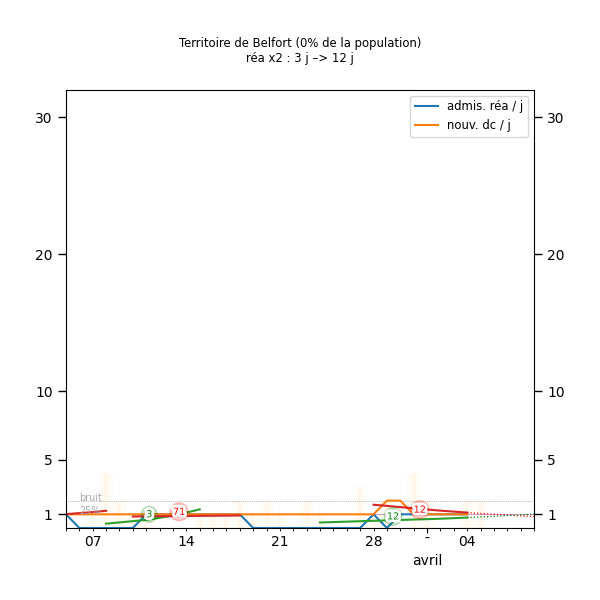 Territoire de Belfort (0% de la population)
réa x2 : 3 j –> 12 j
admis. réa / j
nouv. dc / j
30 30
20 20
10 10
5 5
bruit
25%
3 71 12 -12
1 1
07 14 21 28 - 04
avril